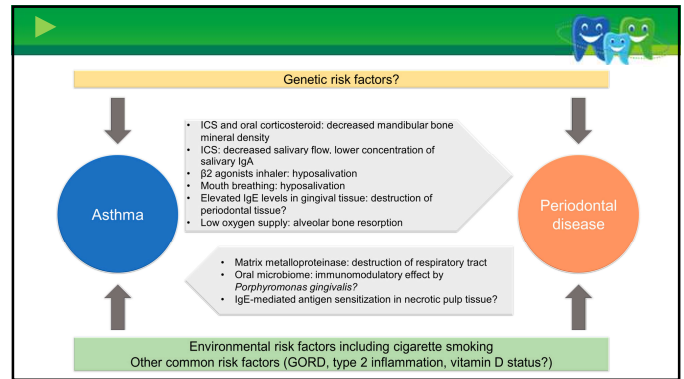 Genetic risk factors?
• ICS and oral corticosteroid: decreased mandibular bone
mineral density
• ICS: decreased salivary flow, lower concentration of
salivary IgA
• β2 agonists inhaler: hyposalivation
• Mouth breathing: hyposalivation
• Elevated IgE levels in gingival tissue: destruction of
periodontal tissue?
• Low oxygen supply: alveolar bone resorption
Asthma
Periodontal
disease
• Matrix metalloproteinase: destruction of respiratory tract
• Oral microbiome: immunomodulatory effect by
Porphyromonas gingivalis?
• IgE-mediated antigen sensitization in necrotic pulp tissue?
Environmental risk factors including cigarette smoking
Other common risk factors (GORD, type 2 inflammation, vitamin D status?)